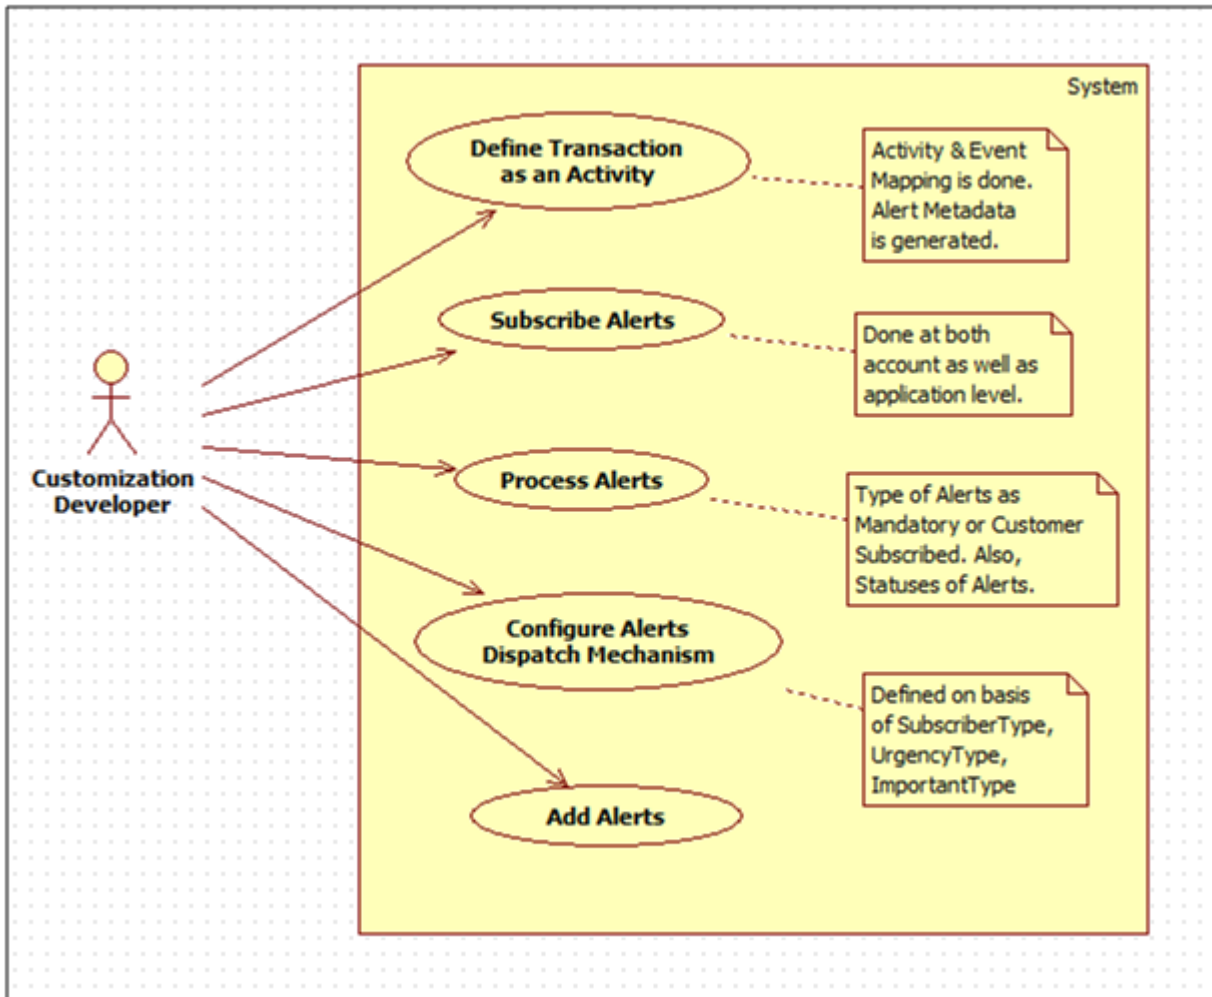 System
Define Transaction
as an Activity
Activity & Event
Mapping is done.
Alert Metadata
is generated.
Subscribe Alerts
Done at both
account as well as
application level.
Customization
Developer
Process Alerts
Type of Alerts as
Mandatory or Customer
Subscribed. Also,
Statuses of Alerts.
Configure Alerts
Dispatch Mechanism
Defined on basis
of SubscriberType,
UrgencyType,
ImportantType
Add Alerts